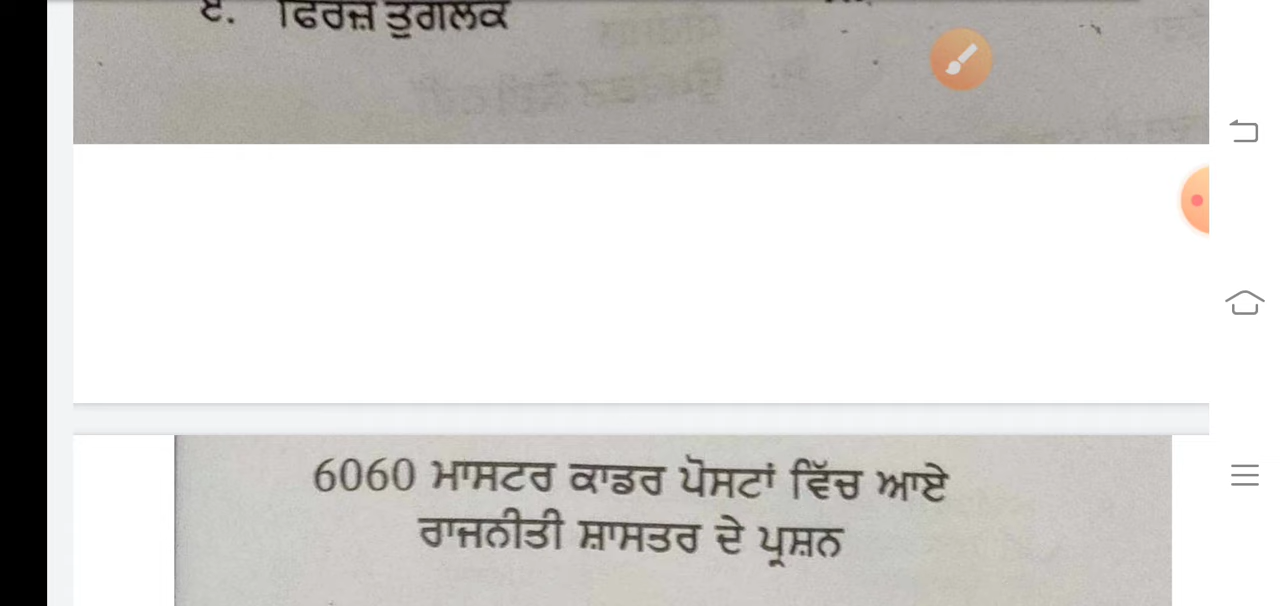 ੲ. ਫਿਰੋਜ਼ ਤੁਗਲਕ
6060 ਮਾਸਟਰ ਕਾਡਰ ਪੋਸਟਾਂ ਵਿੱਚ ਆਏ
ਰਾਜਨੀਤੀ ਸ਼ਾਸਤਰ ਦੇ ਪ੍ਰਸ਼ਨ